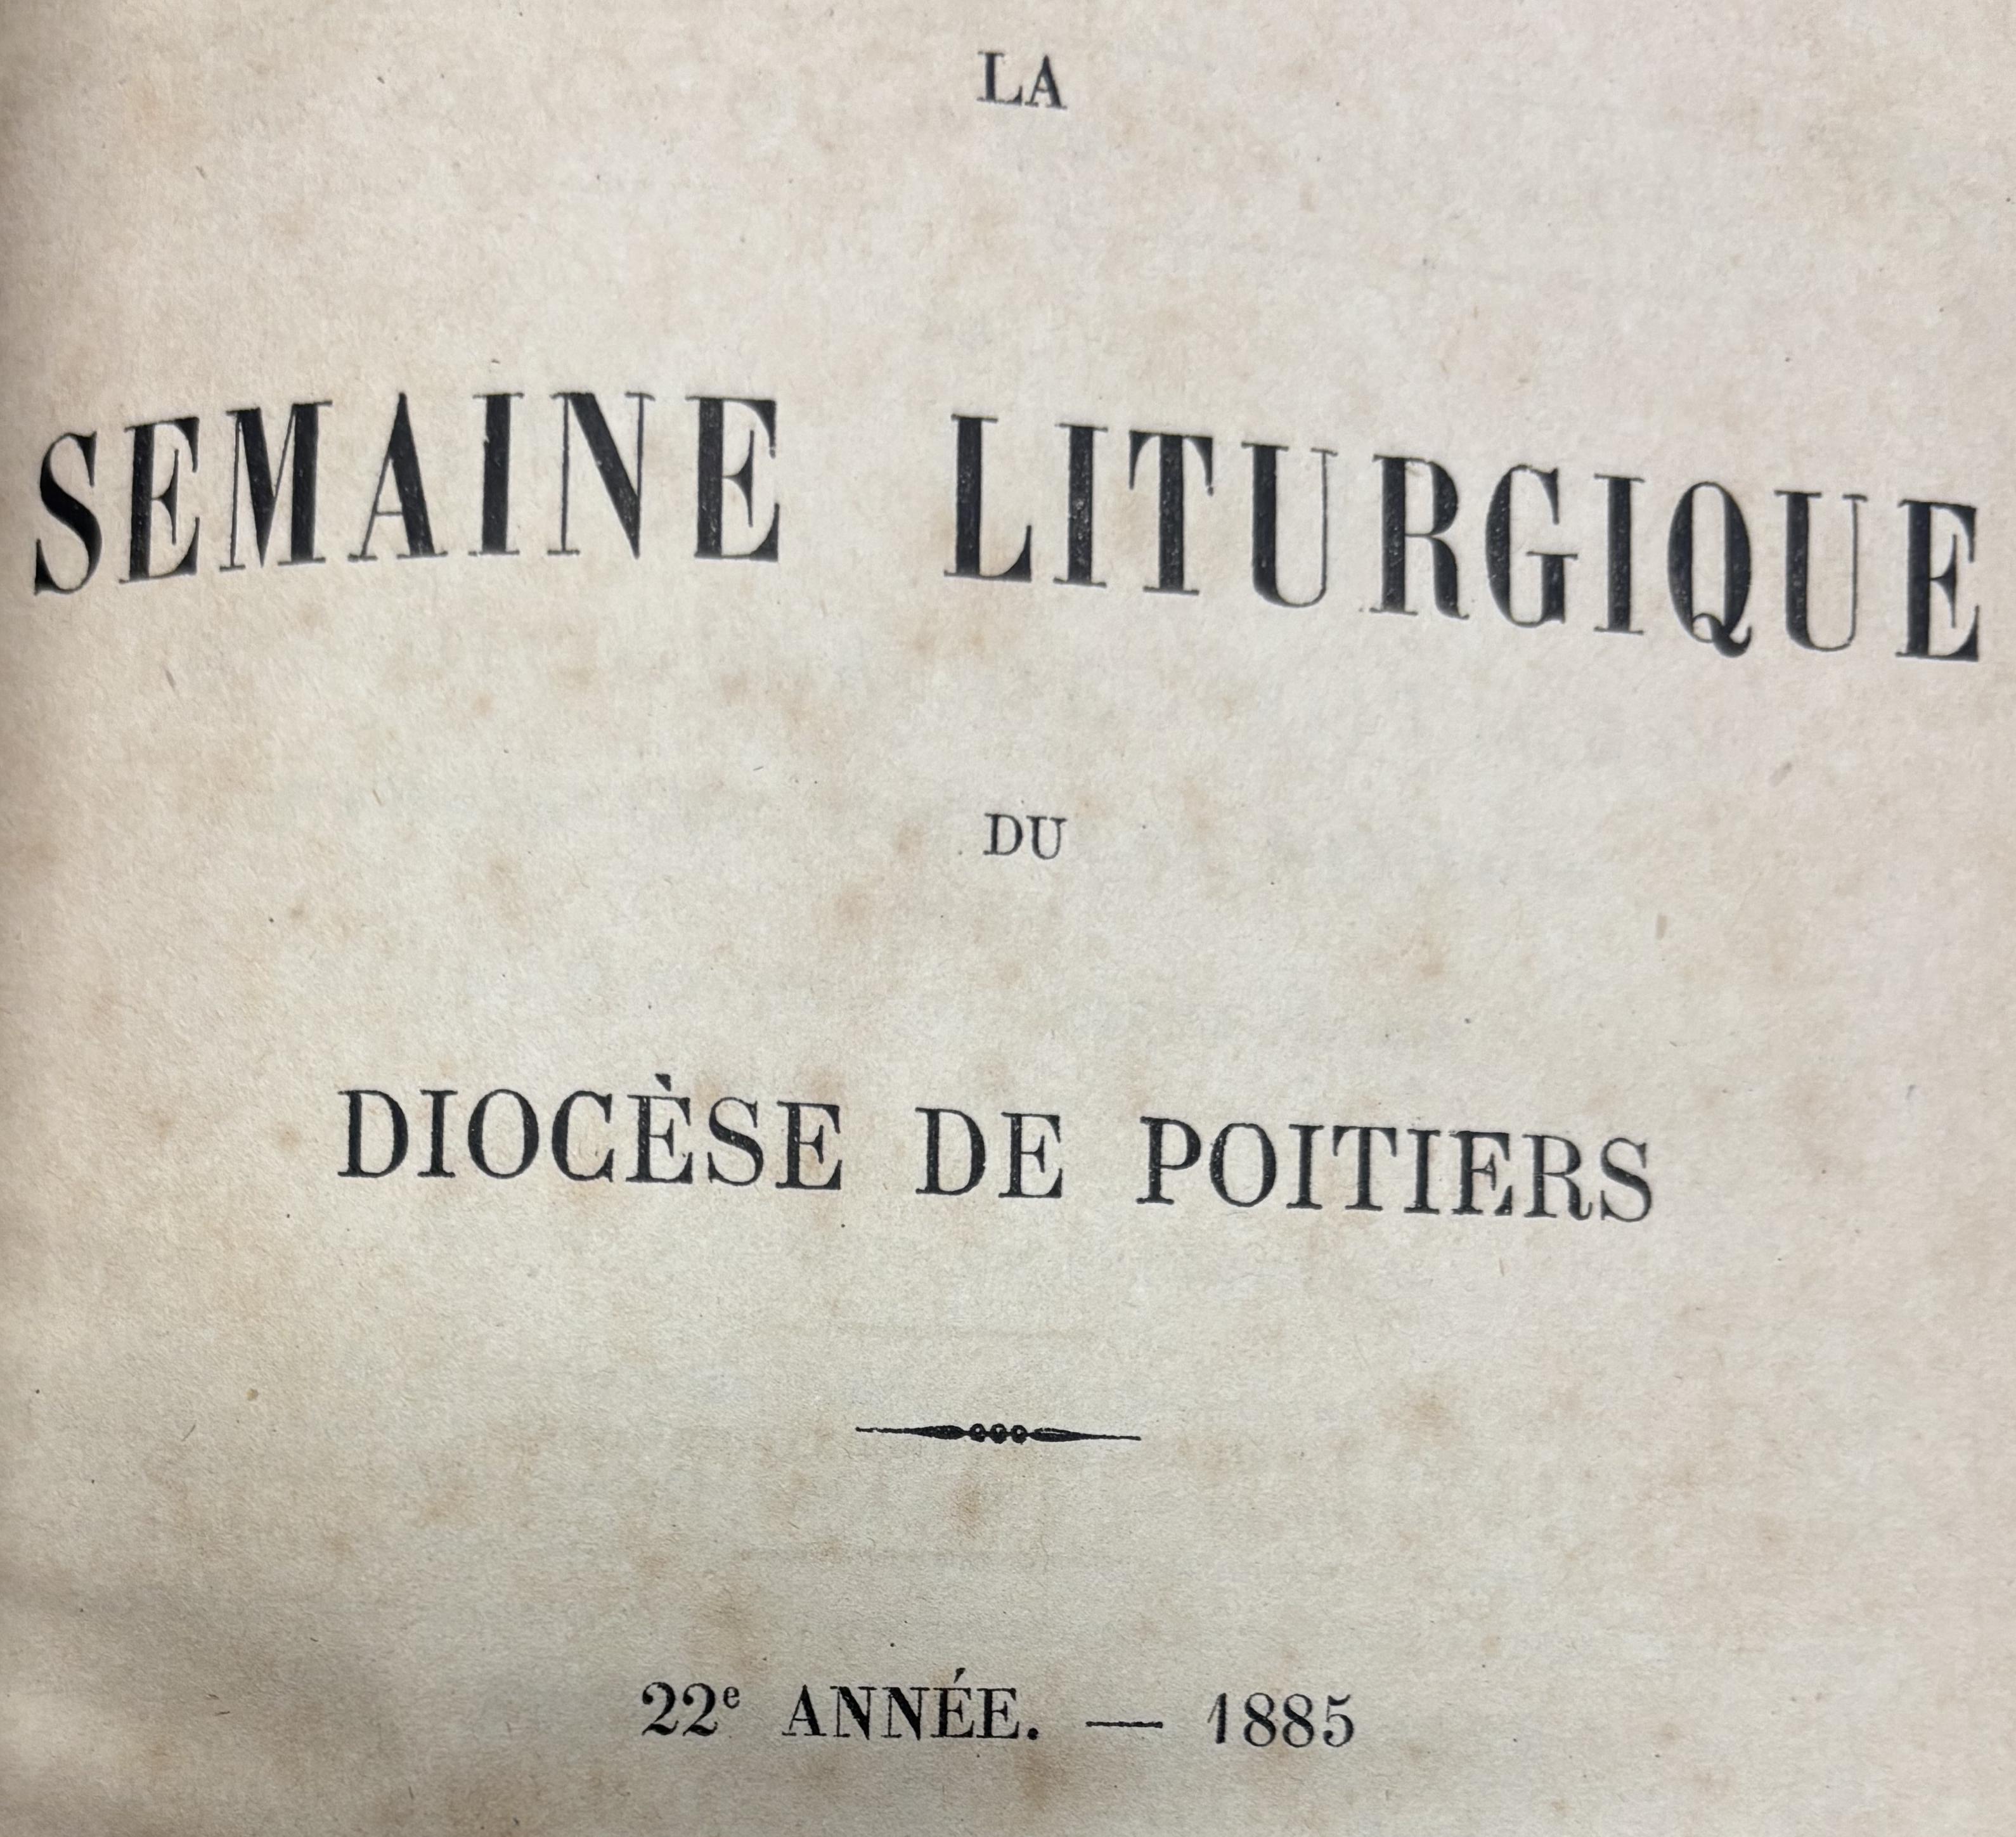 LA
SEMAINE LITURGIQUE
DU
DIOCÈSE DE POITIERS
22e ANNÉE. — 1885